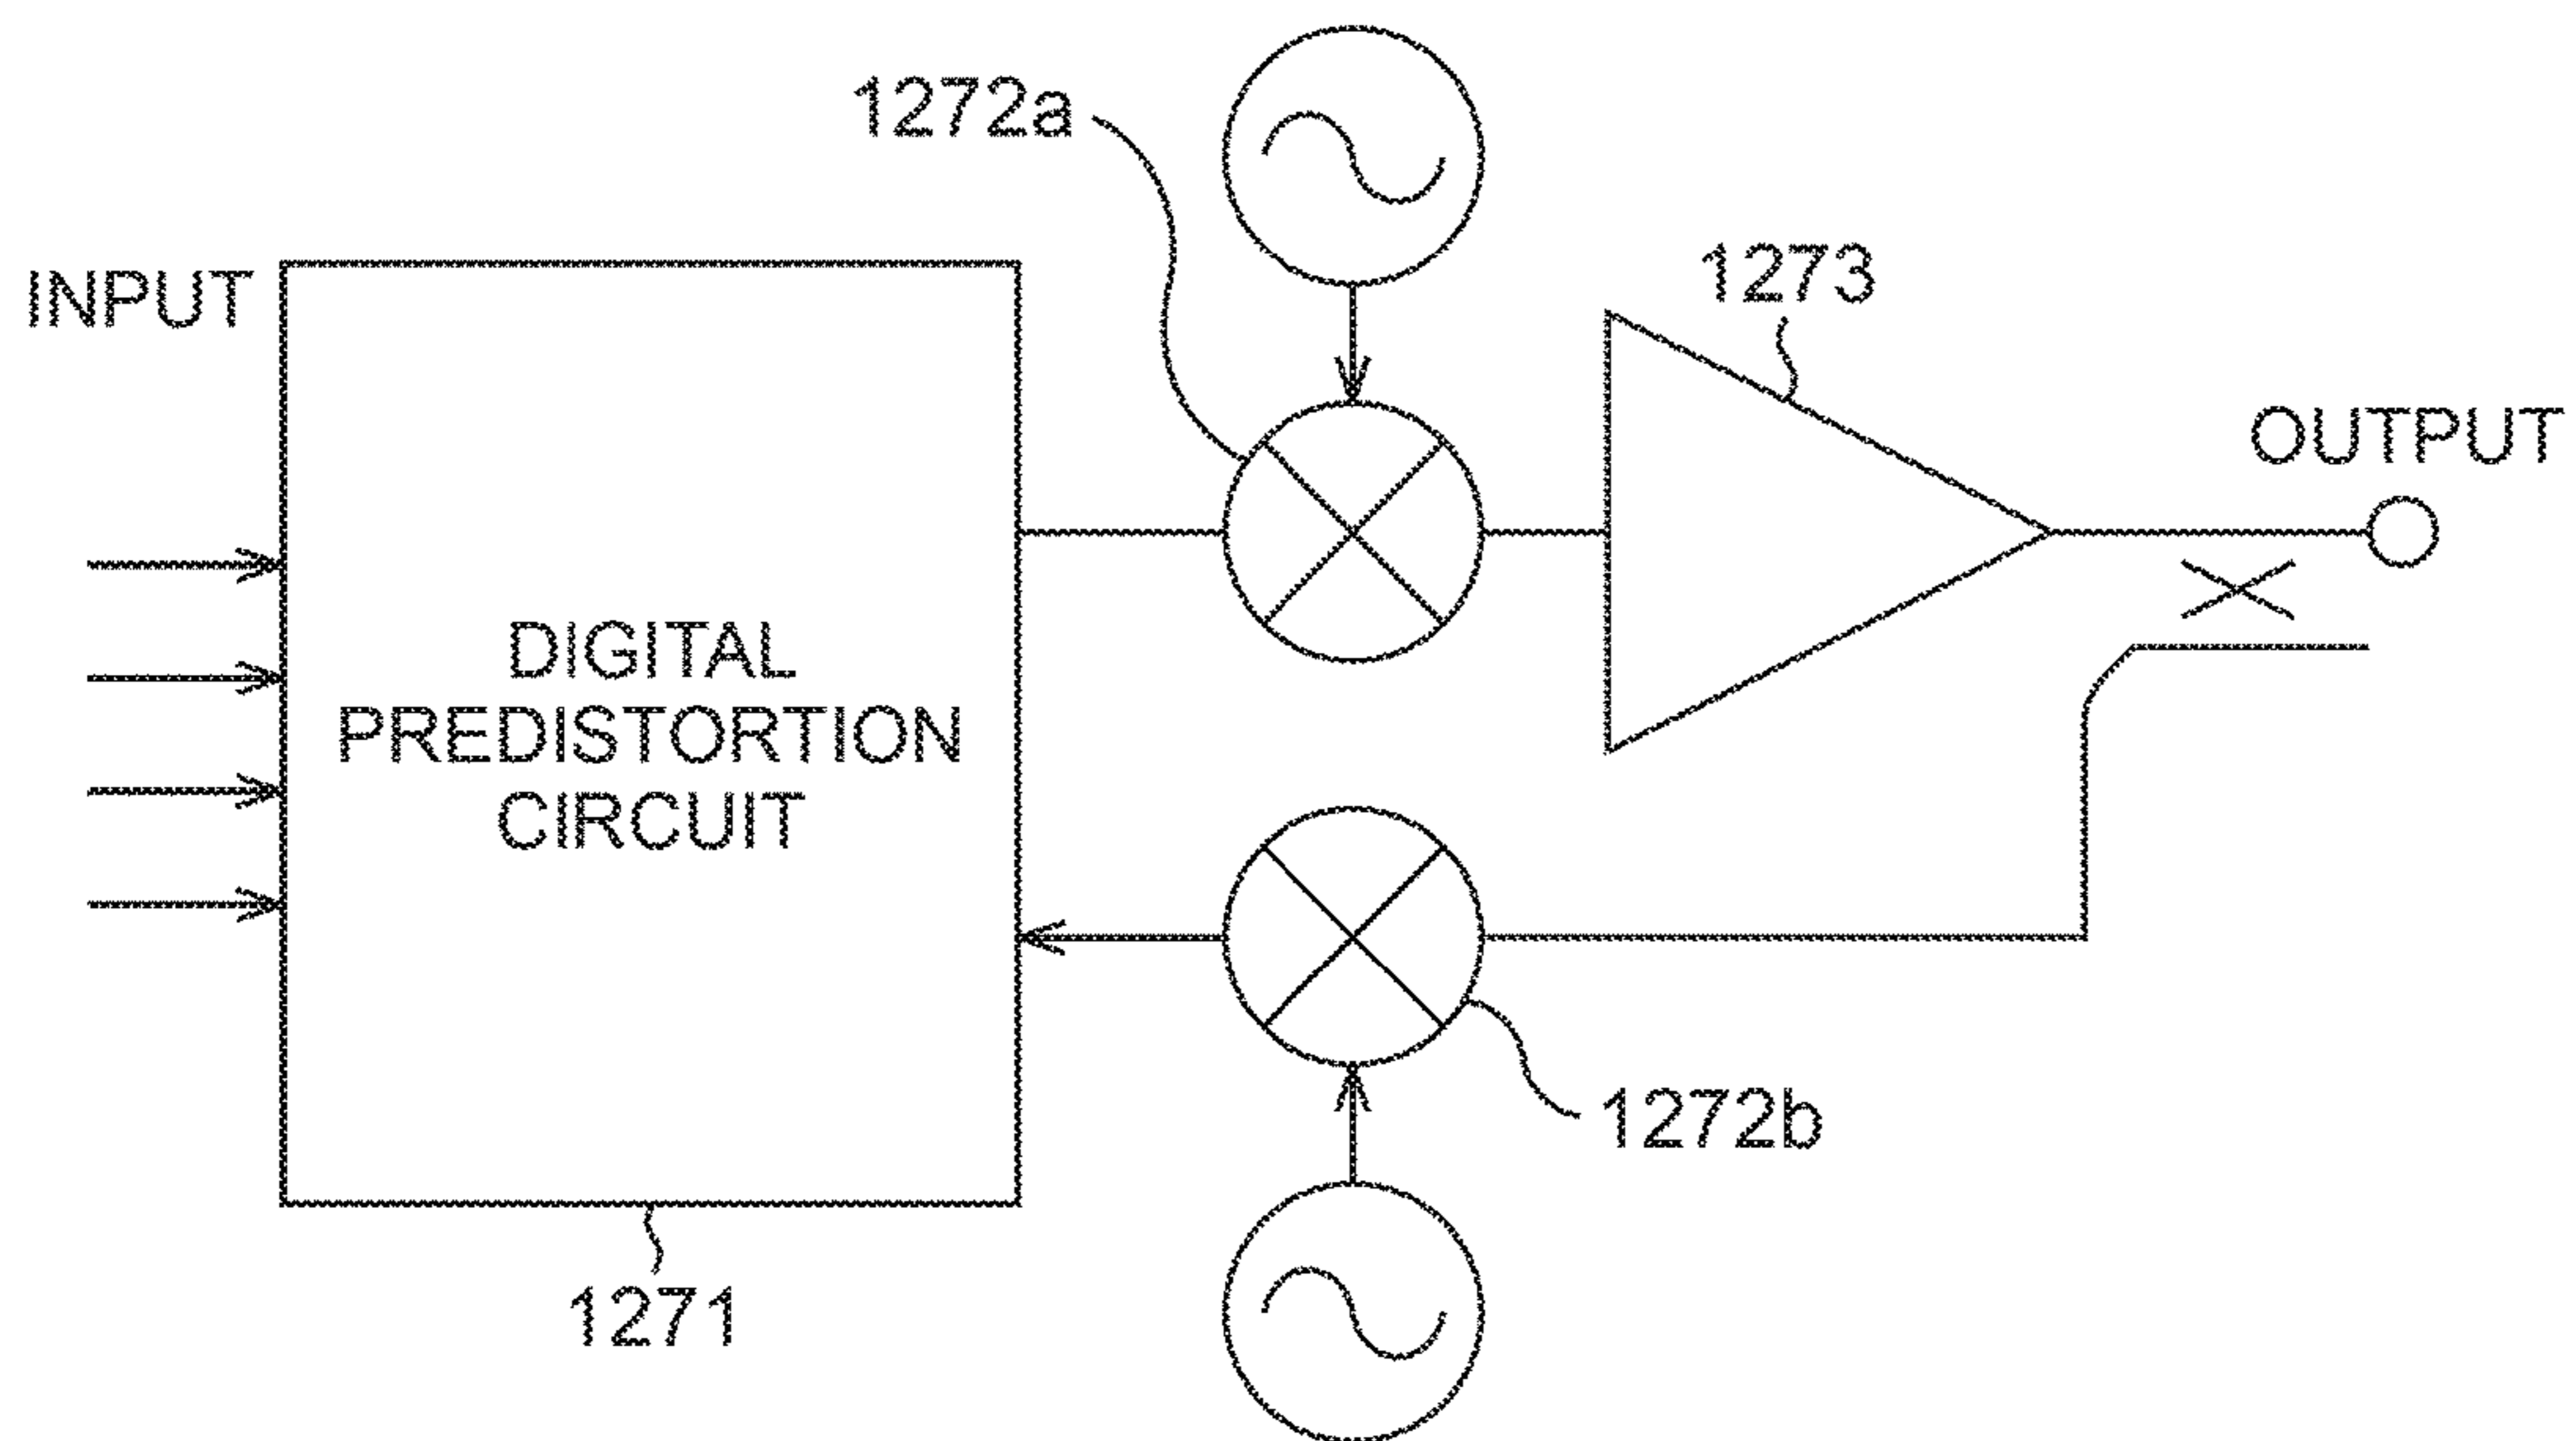 1272a
INPUT
1273
OUTPUT
DIGITAL
PREDISTORTION
CIRCUIT
1272b
1271